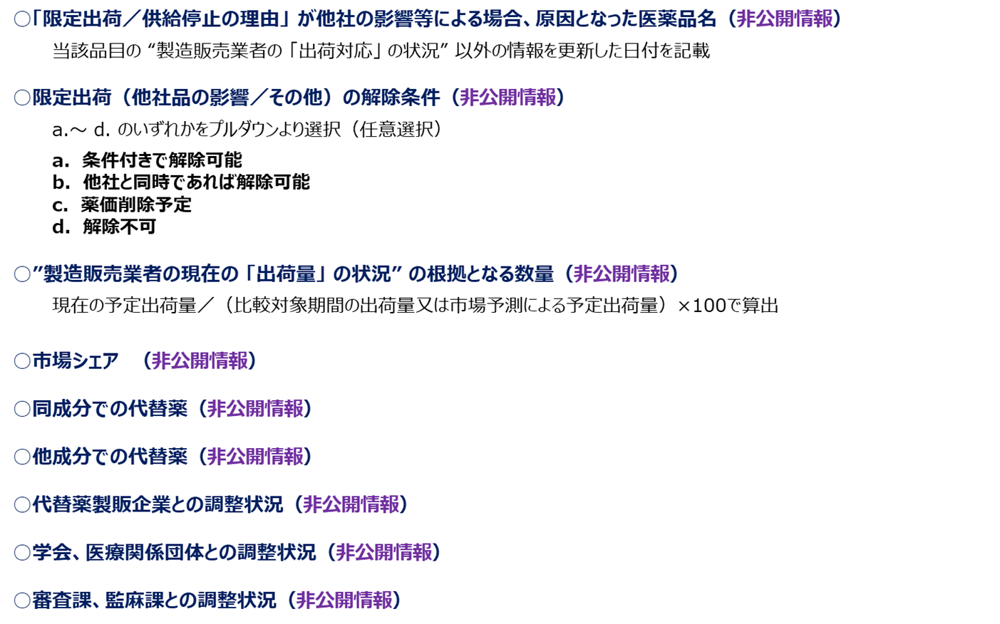 ○「限定出荷／供給停止の理由」が他社の影響等による場合、原因となった医薬品名（非公開情報）
当該品目の “製造販売業者の「出荷対応」の状況” 以外の情報を更新した日付を記載
○限定出荷（他社品の影響／その他）の解除条件（非公開情報）
a.～ d. のいずれかをプルダウンより選択（任意選択）
a. 条件付きで解除可能
b. 他社と同時であれば解除可能
c. 薬価削除予定
d. 解除不可
○”製造販売業者の現在の「出荷量」の状況” の根拠となる数量（非公開情報）
現在の予定出荷量／（比較対象期間の出荷量又は市場予測による予定出荷量）×100で算出
○市場シェア （非公開情報）
○同成分での代替薬（非公開情報）
○他成分での代替薬（非公開情報）
○代替薬製販企業との調整状況（非公開情報）
○学会、医療関係団体との調整状況（非公開情報）
○審査課、監麻課との調整状況（非公開情報）